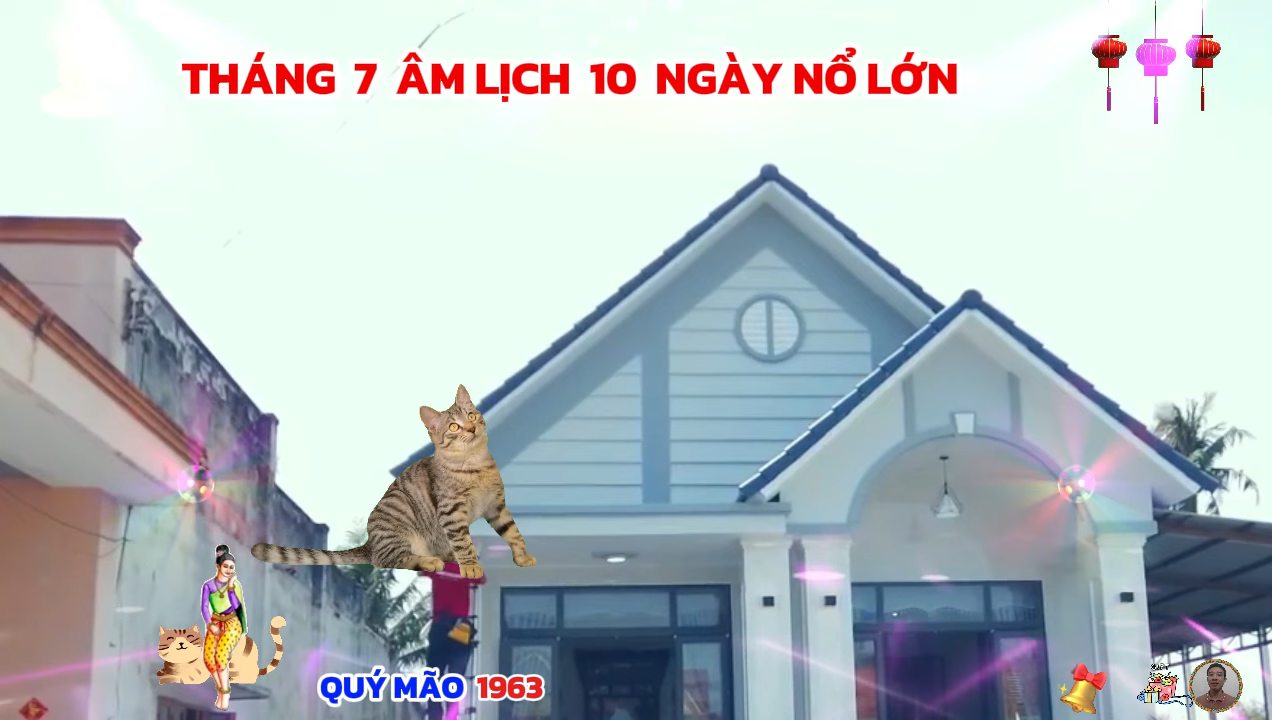 THÁNG 7 ÂM LỊCH 10 NGÀY NỔ LỚN
QUÝ MÃO 1963